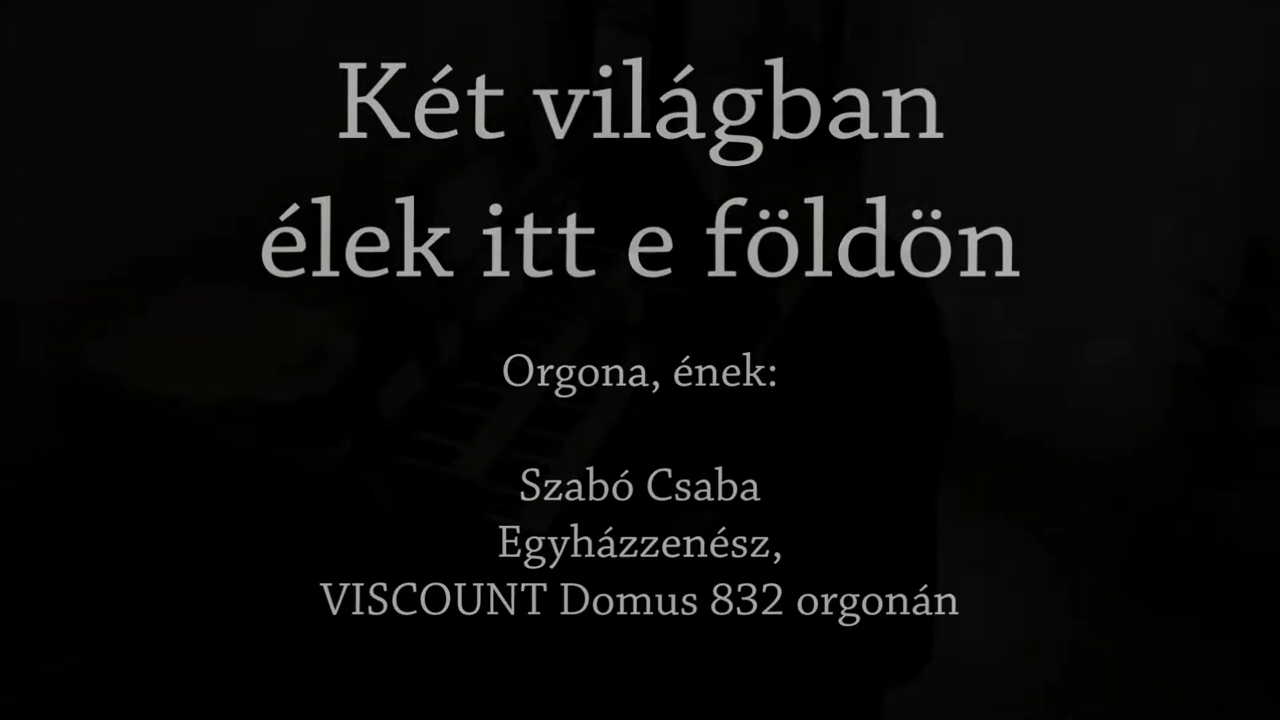 Két világban
élek itt e földön
Orgona, ének:
Szabó Csaba
Egyházzenész,
VISCOUNT Domus 832 orgonán